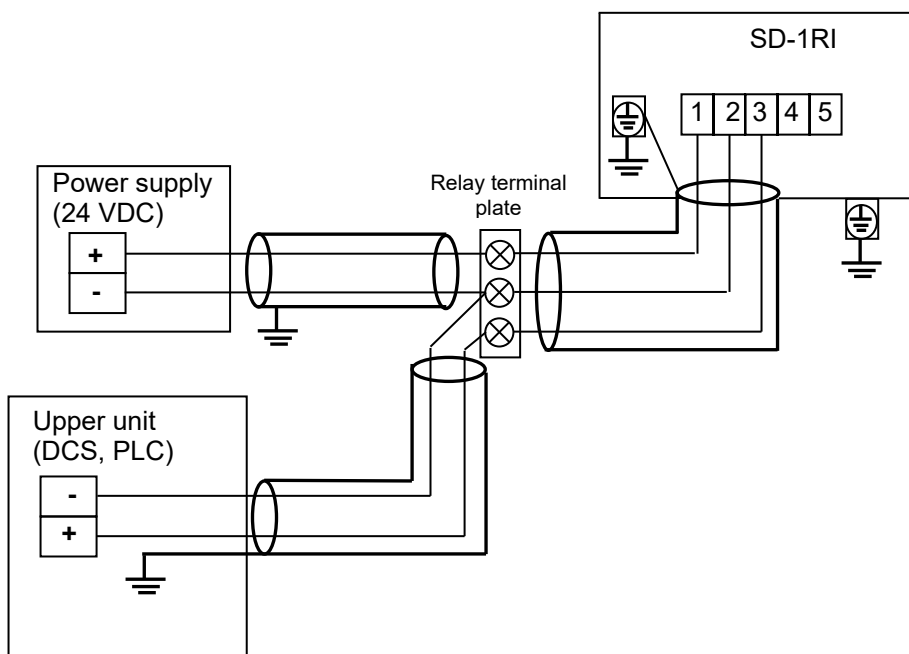 SD-1RI
1 2 3 4 5
Power supply
(24 VDC)
+
-
Relay terminal
plate
Upper unit
(DCS, PLC)
-
+